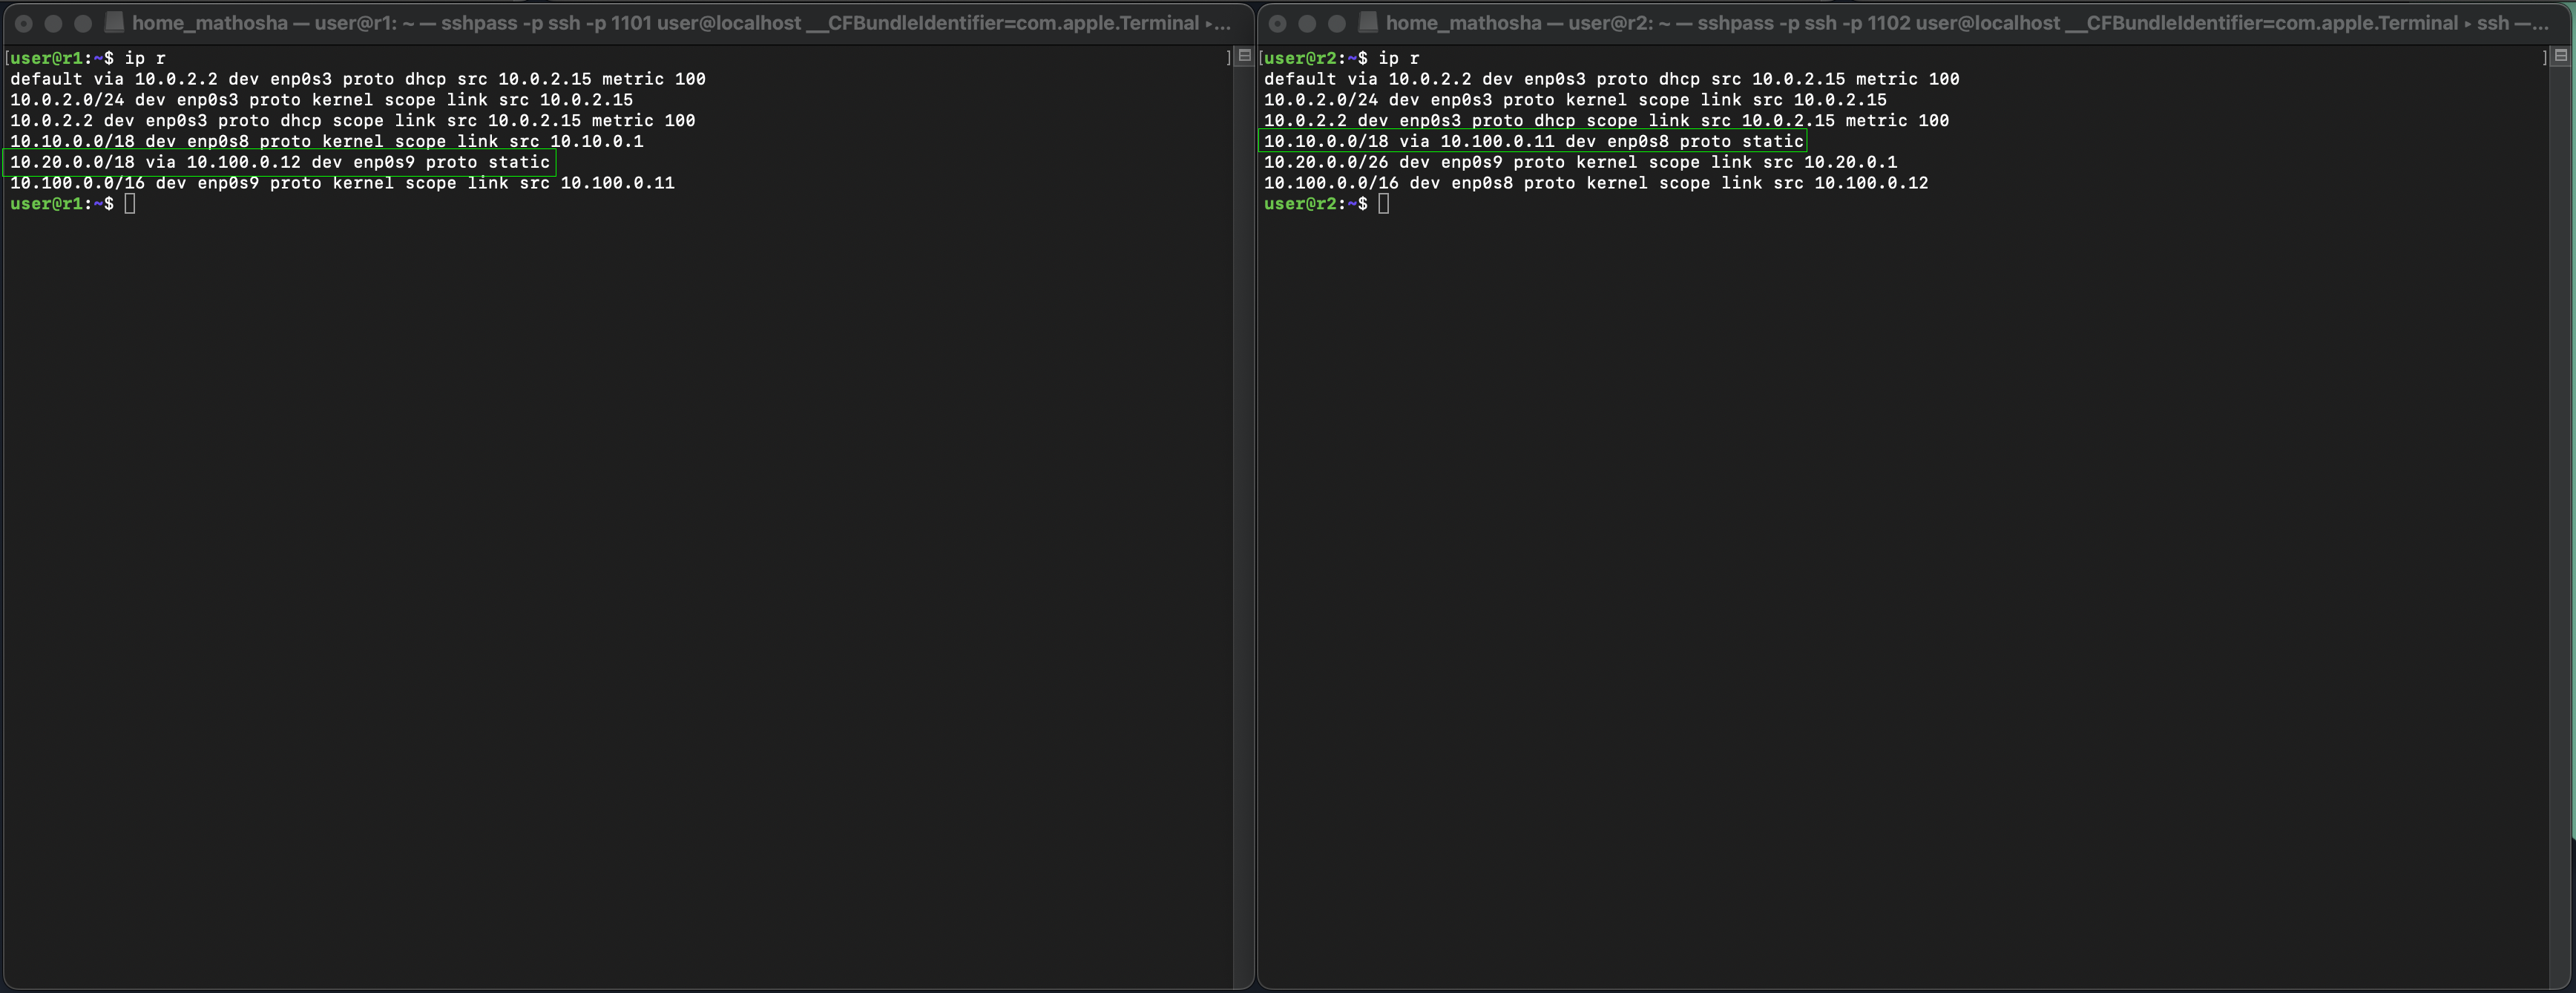 home_mathosha — user@r1: ~ — sshpass -p ssh -p 1101 user@localhost __CFBundleIdentifier=com.apple.Terminal ▸...
[user@r1:~$ ip r ]
default via 10.0.2.2 dev enp0s3 proto dhcp src 10.0.2.15 metric 100
10.0.2.0/24 dev enp0s3 proto kernel scope link src 10.0.2.15
10.0.2.2 dev enp0s3 proto dhcp scope link src 10.0.2.15 metric 100
10.10.0.0/18 dev enp0s8 proto kernel scope link src 10.10.0.1
10.20.0.0/18 via 10.100.0.12 dev enp0s9 proto static
10.100.0.0/16 dev enp0s9 proto kernel scope link src 10.100.0.11
user@r1:~$
home_mathosha — user@r2: ~ — sshpass -p ssh -p 1102 user@localhost __CFBundleIdentifier=com.apple.Terminal ▸ ssh —...
[user@r2:~$ ip r ]
default via 10.0.2.2 dev enp0s3 proto dhcp src 10.0.2.15 metric 100
10.0.2.0/24 dev enp0s3 proto kernel scope link src 10.0.2.15
10.0.2.2 dev enp0s3 proto dhcp scope link src 10.0.2.15 metric 100
10.10.0.0/18 via 10.100.0.11 dev enp0s8 proto static
10.20.0.0/26 dev enp0s9 proto kernel scope link src 10.20.0.1
10.100.0.0/16 dev enp0s8 proto kernel scope link src 10.100.0.12
user@r2:~$